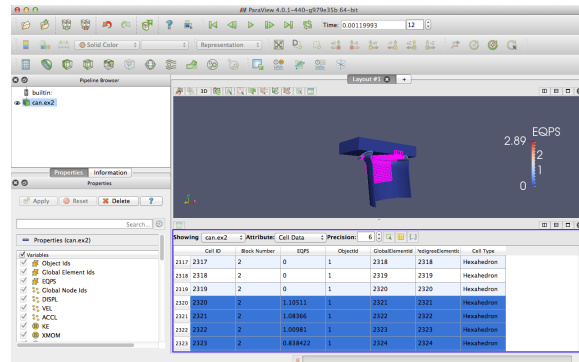 ParaView 4.0.1-440-g979e35b 64-bit
Time: 0.00119993 12
Solid Color Representation
Pipeline Browser
builtin:
can.ex2
Properties Information
Properties
Apply Reset Delete ?
Search...
Properties (can.ex2)
Variables
Object Ids
Global Element Ids
EQPS
Global Node Ids
DISPL
VEL
ACCL
KE
XMOM
Layout #1 +
3D
EQPS
2.89
2
1
0
Showing can.ex2 Attribute: Cell Data Precision: 6
Cell ID Block Number EQPS ObjectId GlobalElementId PedigreeElementId Cell Type
2317 2317 2 0 1 2318 2318 Hexahedron
2318 2318 2 0 1 2319 2319 Hexahedron
2319 2319 2 0 1 2320 2320 Hexahedron
2320 2320 2 1.10511 1 2321 2321 Hexahedron
2321 2321 2 1.08366 1 2322 2322 Hexahedron
2322 2322 2 1.00981 1 2323 2323 Hexahedron
2323 2323 2 0.838422 1 2324 2324 Hexahedron